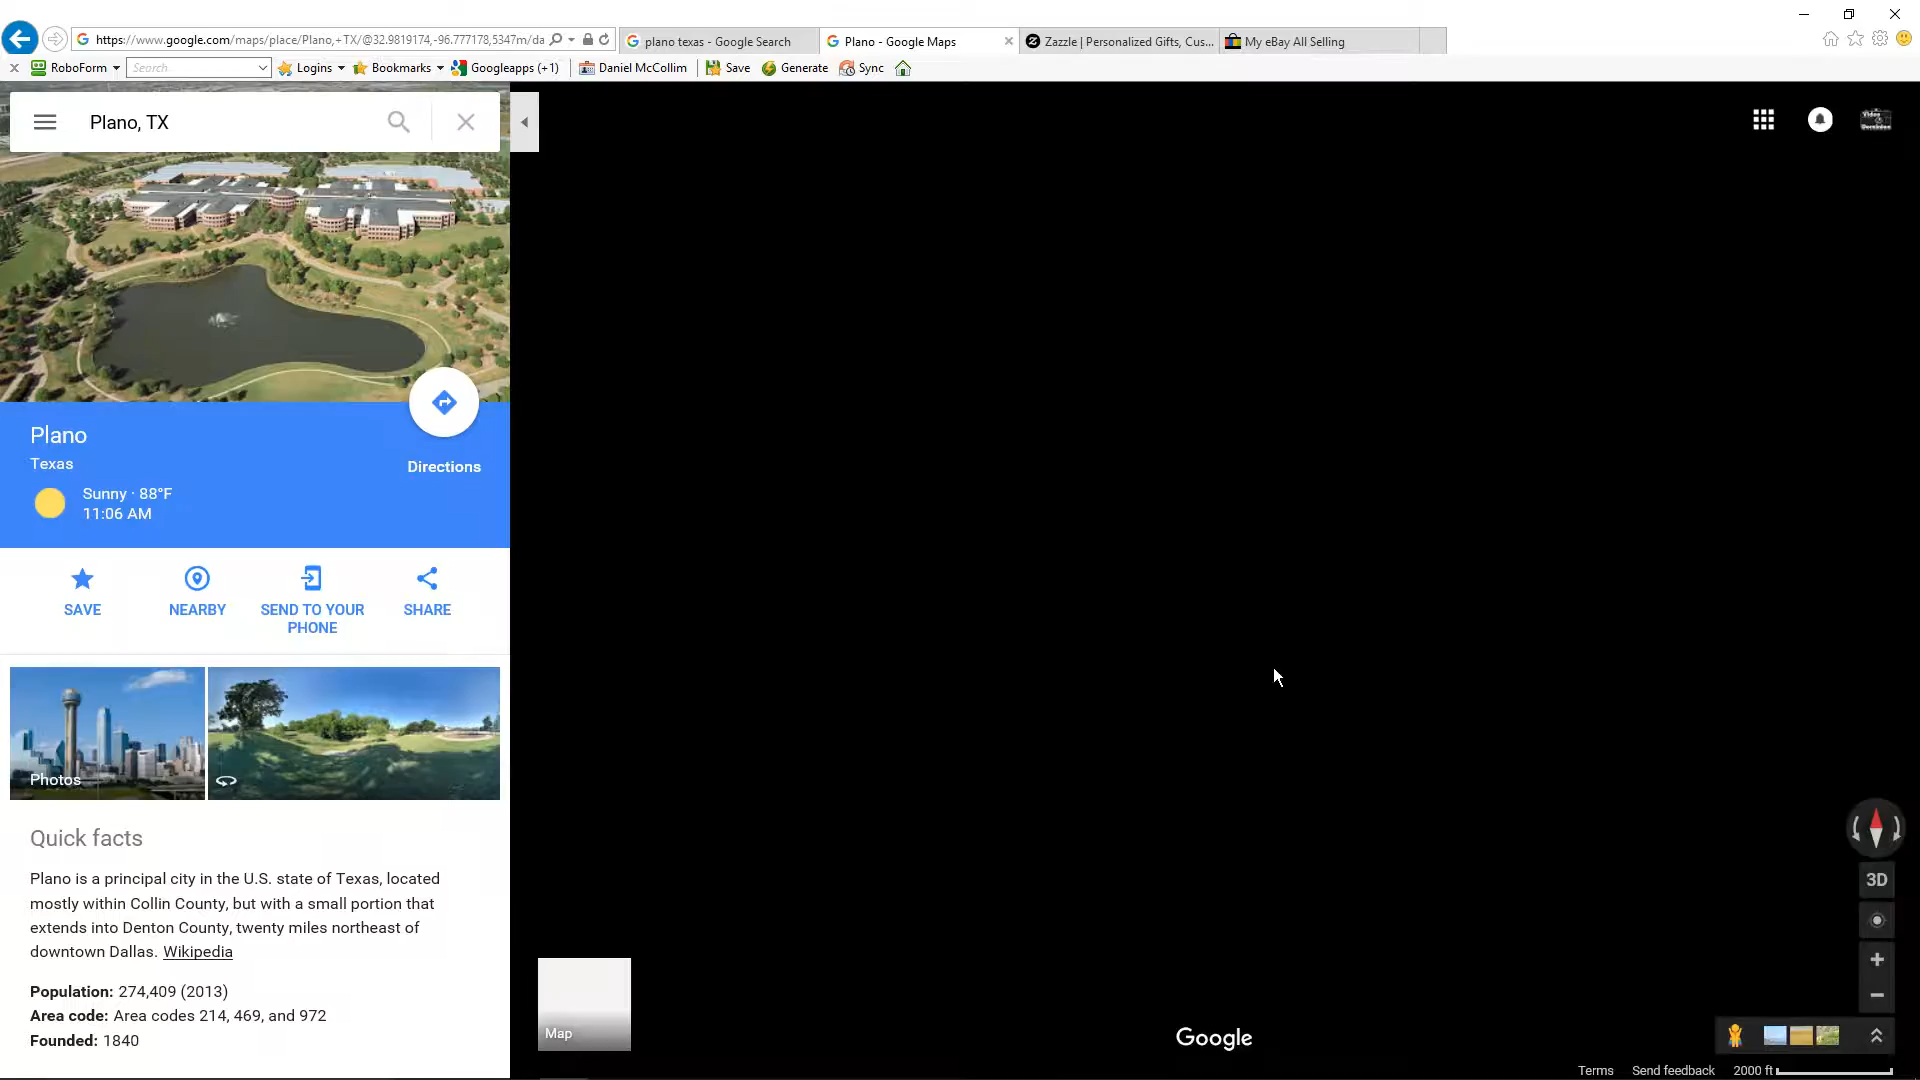 https://www.google.com/maps/place/Plano,+TX/@32.9819174,-96.777178,5347m/da
plano texas - Google Search
Plano - Google Maps
Zazzle | Personalized Gifts, Cus...
My eBay All Selling
RoboForm
Search
Logins
Bookmarks
Googleapps (+1)
Daniel McCollim
Save
Generate
Sync
Plano, TX
Plano
Texas
Directions
Sunny · 88°F
11:06 AM
SAVE
NEARBY
SEND TO YOUR
PHONE
SHARE
Photos
Quick facts
Plano is a principal city in the U.S. state of Texas, located
mostly within Collin County, but with a small portion that
extends into Denton County, twenty miles northeast of
downtown Dallas. Wikipedia
Population: 274,409 (2013)
Area code: Area codes 214, 469, and 972
Founded: 1840
Map
Google
3D
Terms
Send feedback
2000 ft